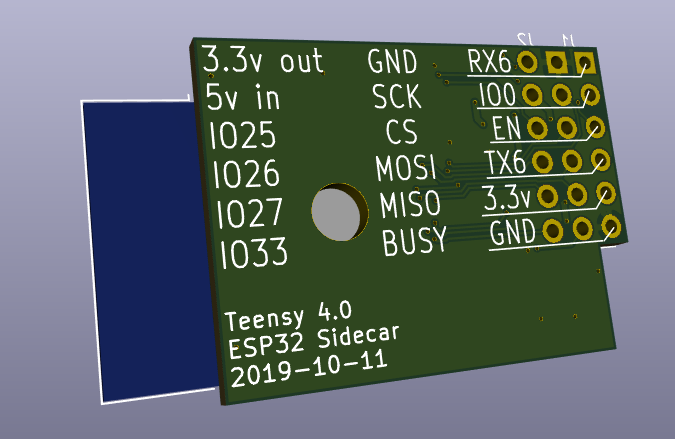 3.3v out GND RX6
5v in SCK IO0
IO25 CS EN
IO26 MOSI TX6
IO27 MISO 3.3v
IO33 BUSY GND
Teensy 4.0
ESP32 Sidecar
2019-10-11